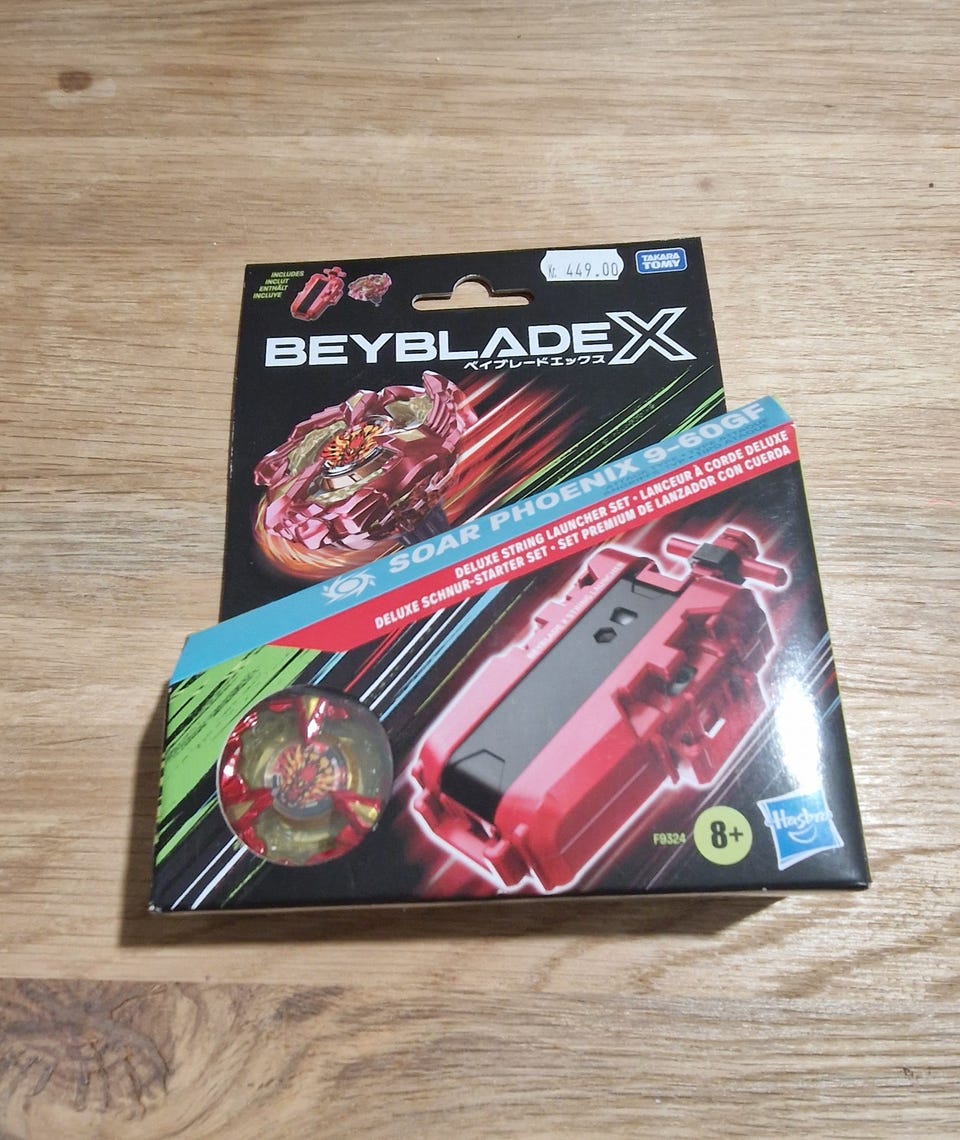 INCLUDES
INCLUT
ENTHÄLT
INCLUYE
Kr. 449.00
TAKARA
TOMY
BEYBLADE X
ベイブレードエックス
SOAR PHOENIX 9-60GF
DELUXE STRING LAUNCHER SET • LANCEUR À CORDE DELUXE
DELUXE SCHNUR-STARTER SET • SET PREMIUM DE LANZADOR CON CUERDA
F9324
8+
Hasbro